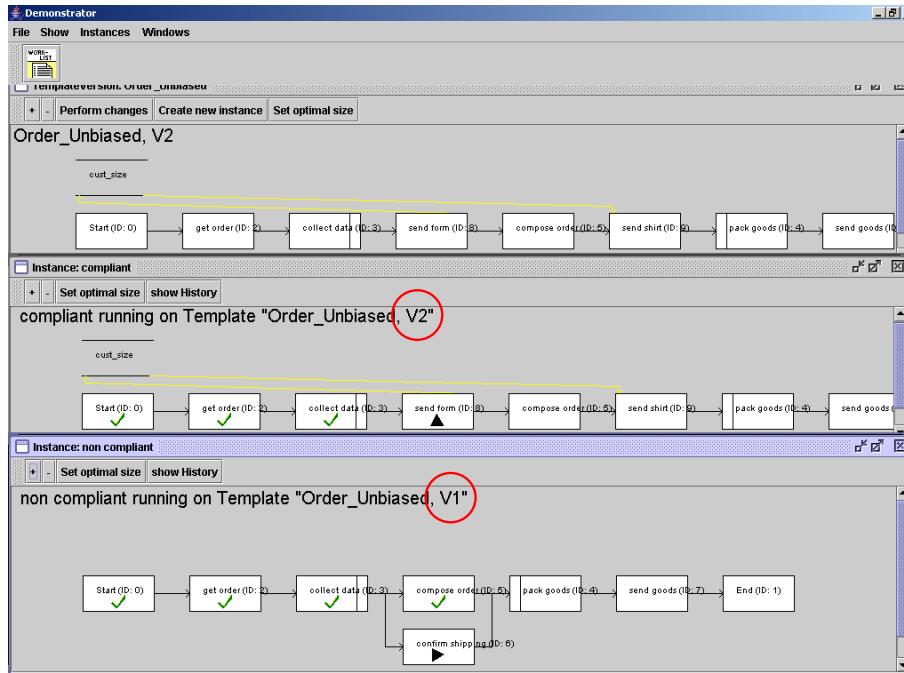 Demonstrator
File Show Instances Windows
WORK-
LIST
TemplateVersion: Order_Unbiased
+ - Perform changes Create new instance Set optimal size
Order_Unbiased, V2
cust_size
Start (ID: 0) get order (ID: 2) collect data (ID: 3) send form (ID: 8) compose order (ID: 5) send shirt (ID: 9) pack goods (ID: 4) send goods (ID
Instance: compliant
+ - Set optimal size show History
compliant running on Template "Order_Unbiased, V2"
cust_size
Start (ID: 0) get order (ID: 2) collect data (ID: 3) send form (ID: 8) compose order (ID: 5) send shirt (ID: 9) pack goods (ID: 4) send goods (
Instance: non compliant
+ - Set optimal size show History
non compliant running on Template "Order_Unbiased, V1"
Start (ID: 0) get order (ID: 2) collect data (ID: 3) compose order (ID: 5) pack goods (ID: 4) send goods (ID: 7) End (ID: 1)
confirm shipping (ID: 6)